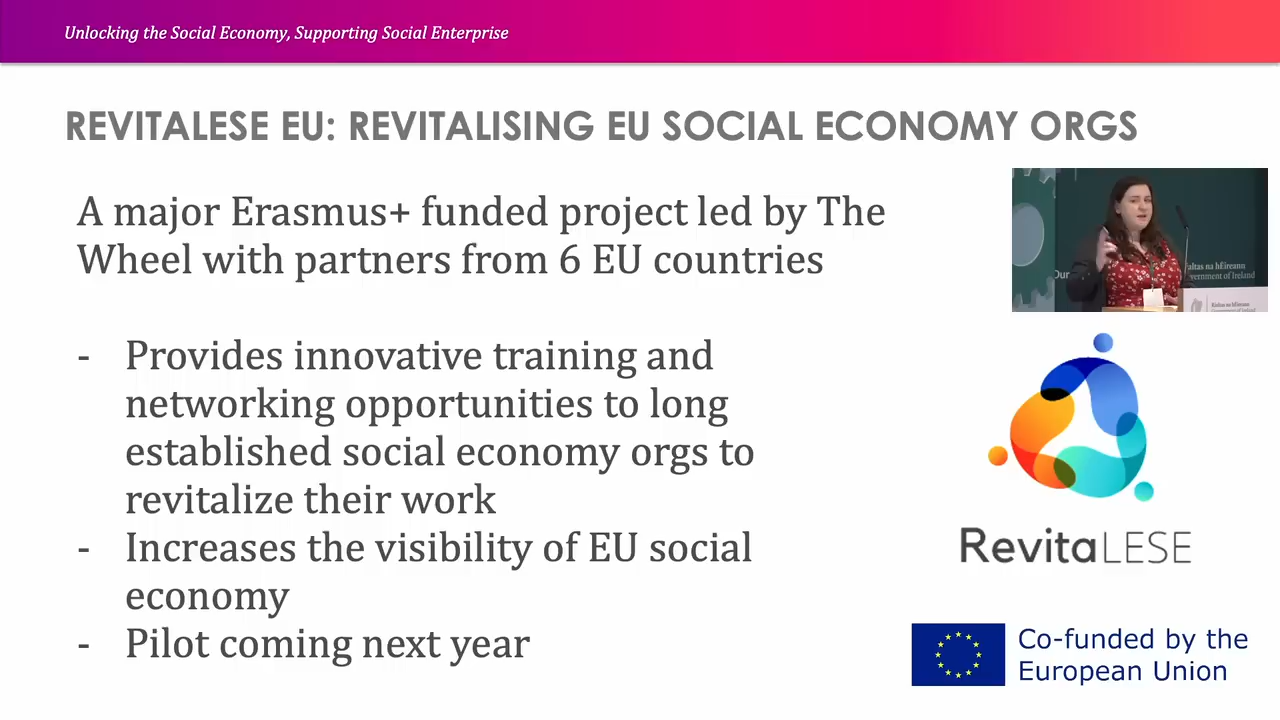 Unlocking the Social Economy, Supporting Social Enterprise
REVITALESE EU: REVITALISING EU SOCIAL ECONOMY ORGS
A major Erasmus+ funded project led by The
Wheel with partners from 6 EU countries
- Provides innovative training and
networking opportunities to long
established social economy orgs to
revitalize their work
- Increases the visibility of EU social
economy
- Pilot coming next year
RevitaLESE
Co-funded by the
European Union